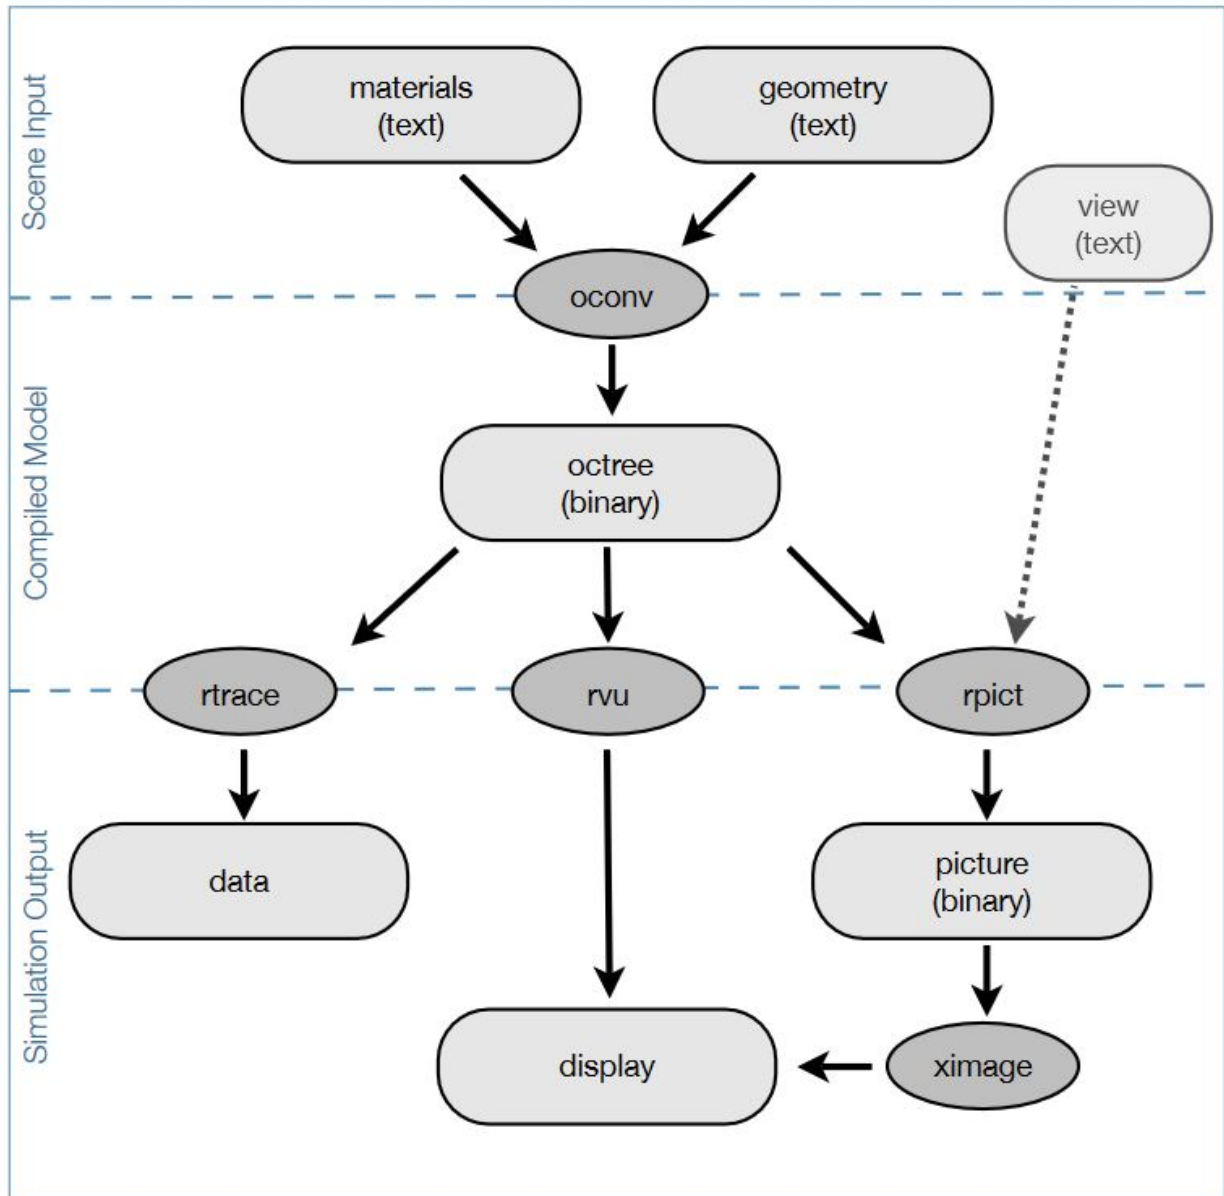 Scene Input
materials
(text)
geometry
(text)
view
(text)
oconv
Compiled Model
octree
(binary)
rtrace
rvu
rpict
Simulation Output
data
picture
(binary)
display
ximage